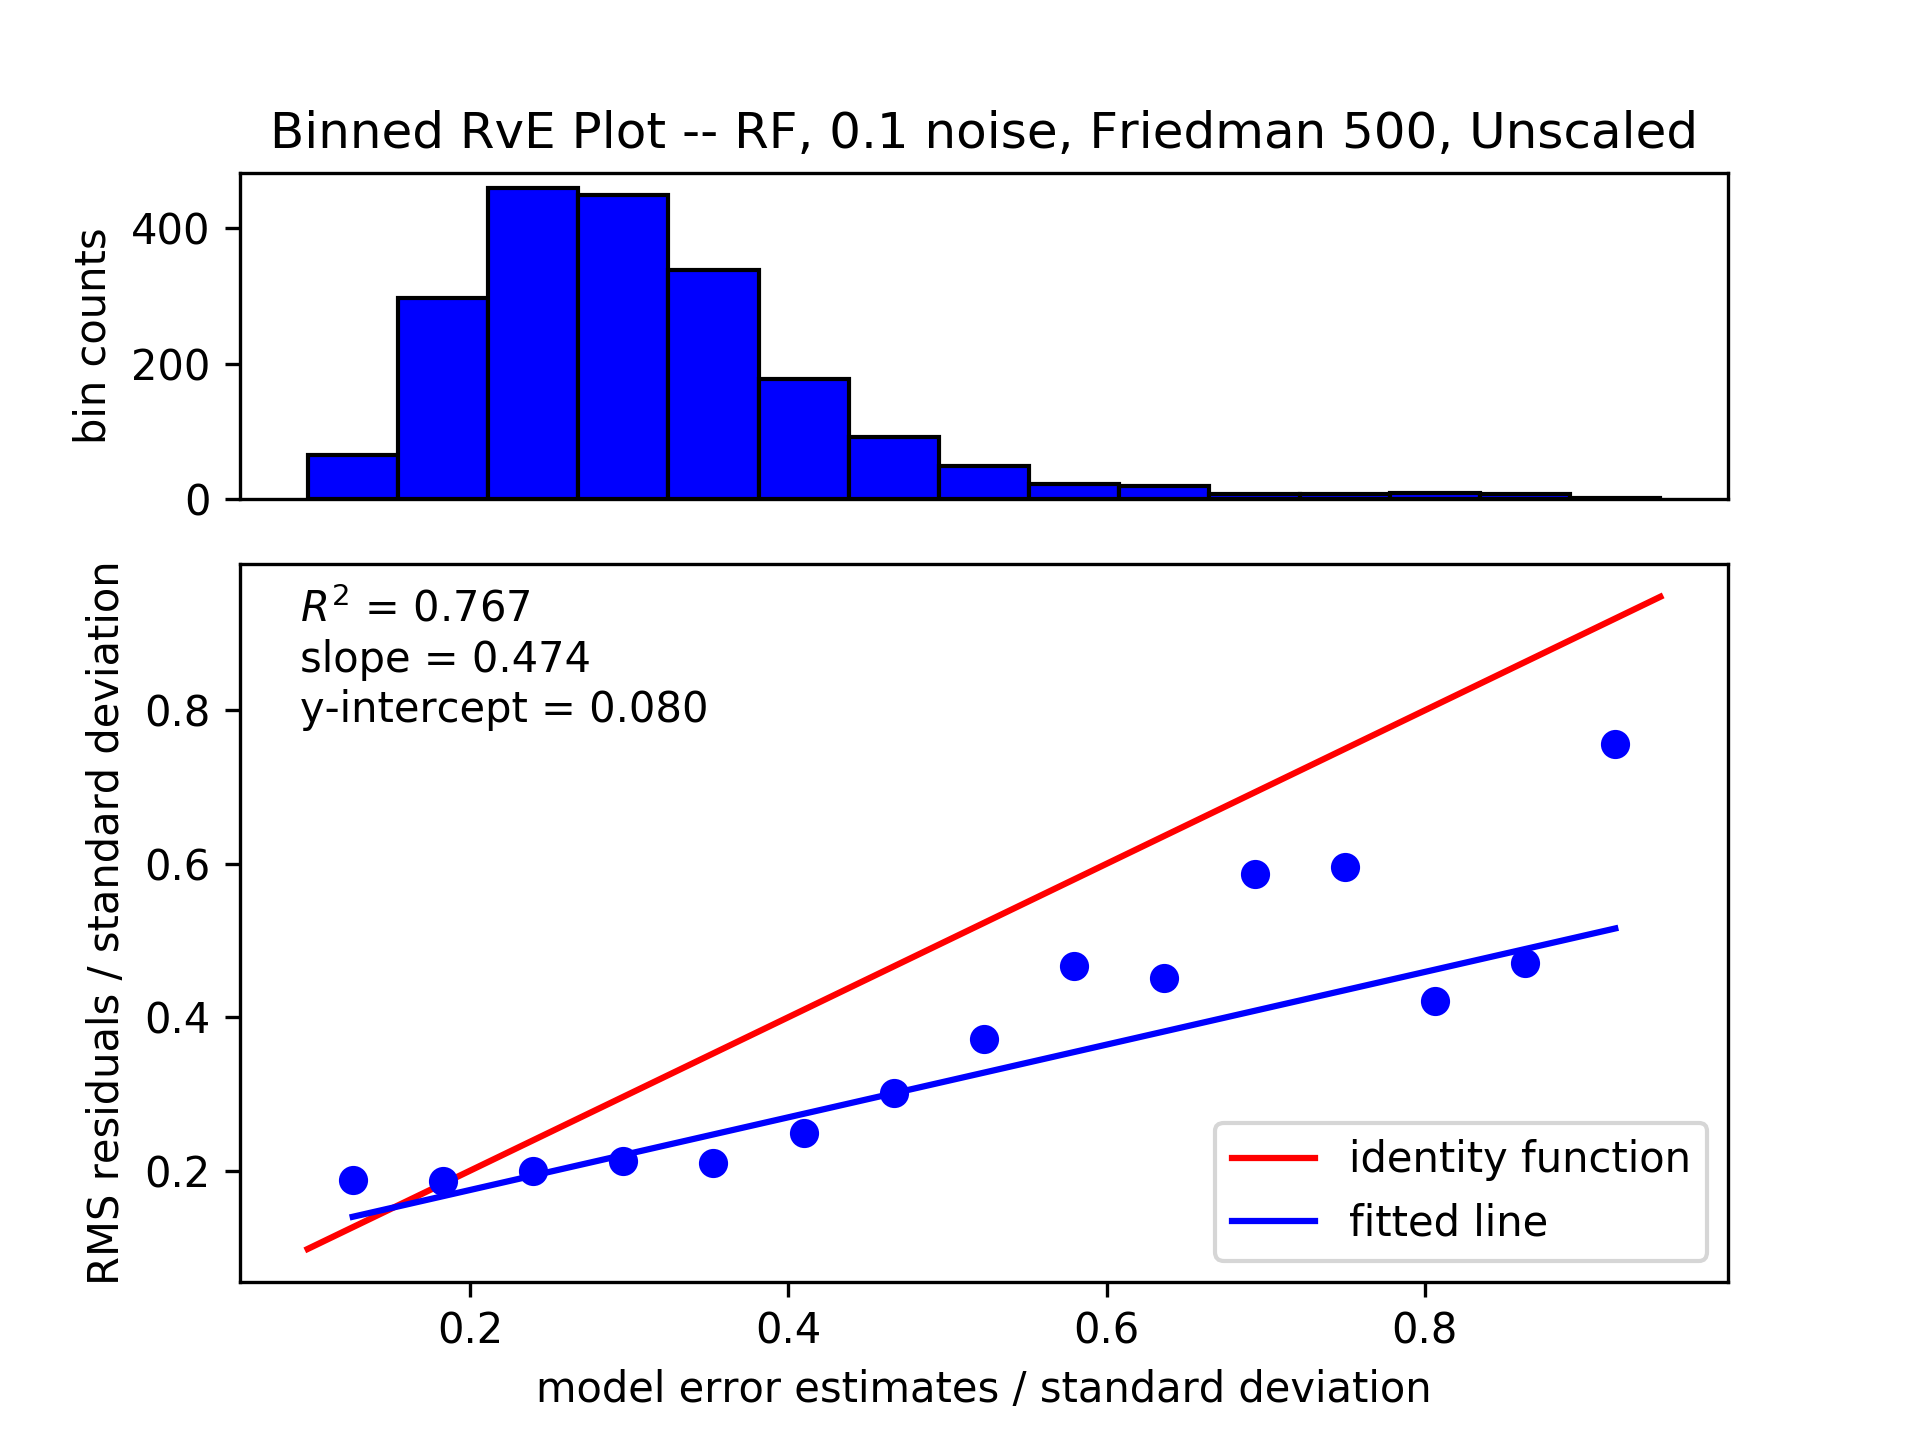 Binned RvE Plot -- RF, 0.1 noise, Friedman 500, Unscaled
bin counts
400
200
0
RMS residuals / standard deviation
R² = 0.767
slope = 0.474
y-intercept = 0.080
0.8
0.6
0.4
0.2
identity function
fitted line
0.2 0.4 0.6 0.8
model error estimates / standard deviation